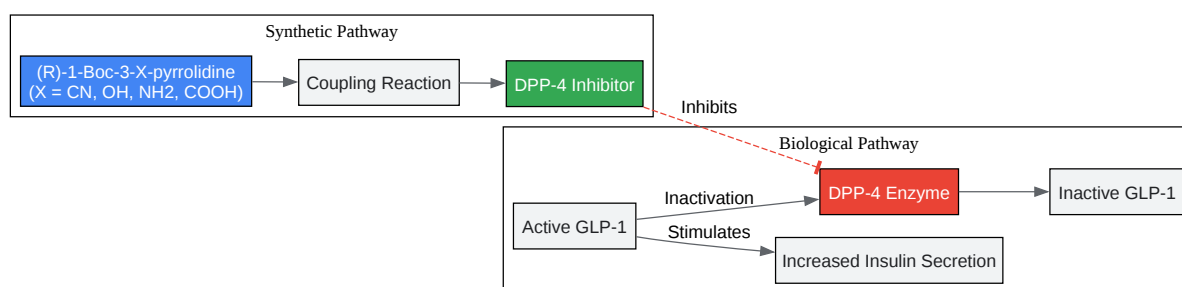 Synthetic Pathway
(R)-1-Boc-3-X-pyrrolidine
(X = CN, OH, NH2, COOH)
Coupling Reaction
DPP-4 Inhibitor
Inhibits
Biological Pathway
Active GLP-1
Inactivation
DPP-4 Enzyme
Inactive GLP-1
Stimulates
Increased Insulin Secretion